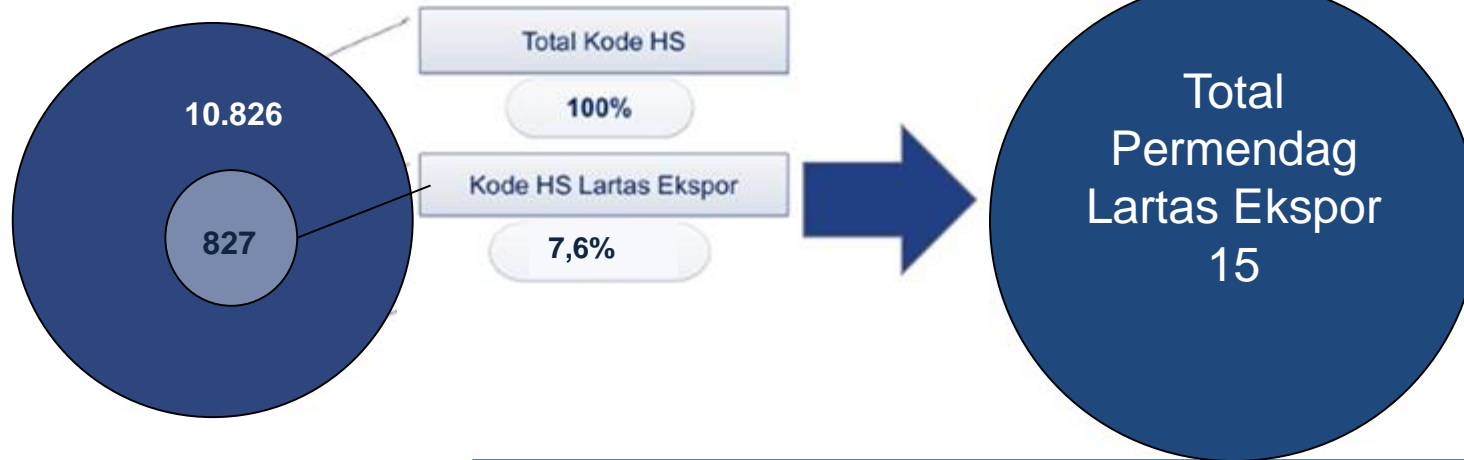 10.826
827
Total Kode HS
100%
Kode HS Lartas Ekspor
7,6%
Total
Permendag
Lartas Ekspor
15